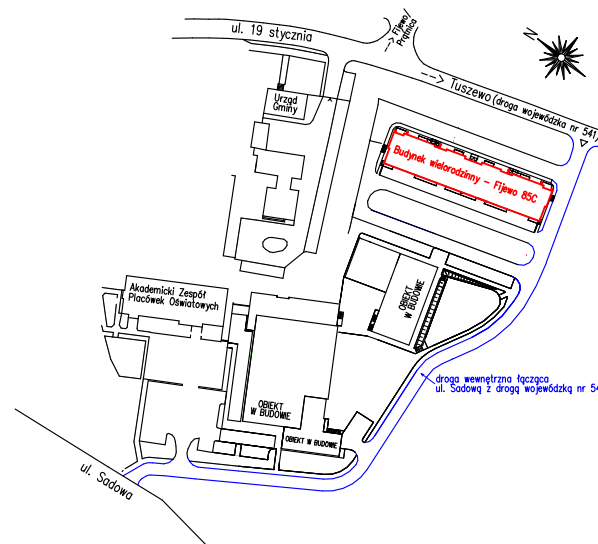 ul. 19 stycznia
--> Fijewo/
Prątnica
N
--> Tuszewo (droga wojewódzka nr 541)
Urząd
Gminy
Budynek wielorodzinny – Fijewo 85C
Akademicki Zespół
Placówek Oświatowych
OBIEKT
W BUDOWIE
OBIEKT
W BUDOWIE
OBIEKT W BUDOWIE
droga wewnętrzna łącząca
ul. Sadową z drogą wojewódzką nr 54
ul. Sadowa